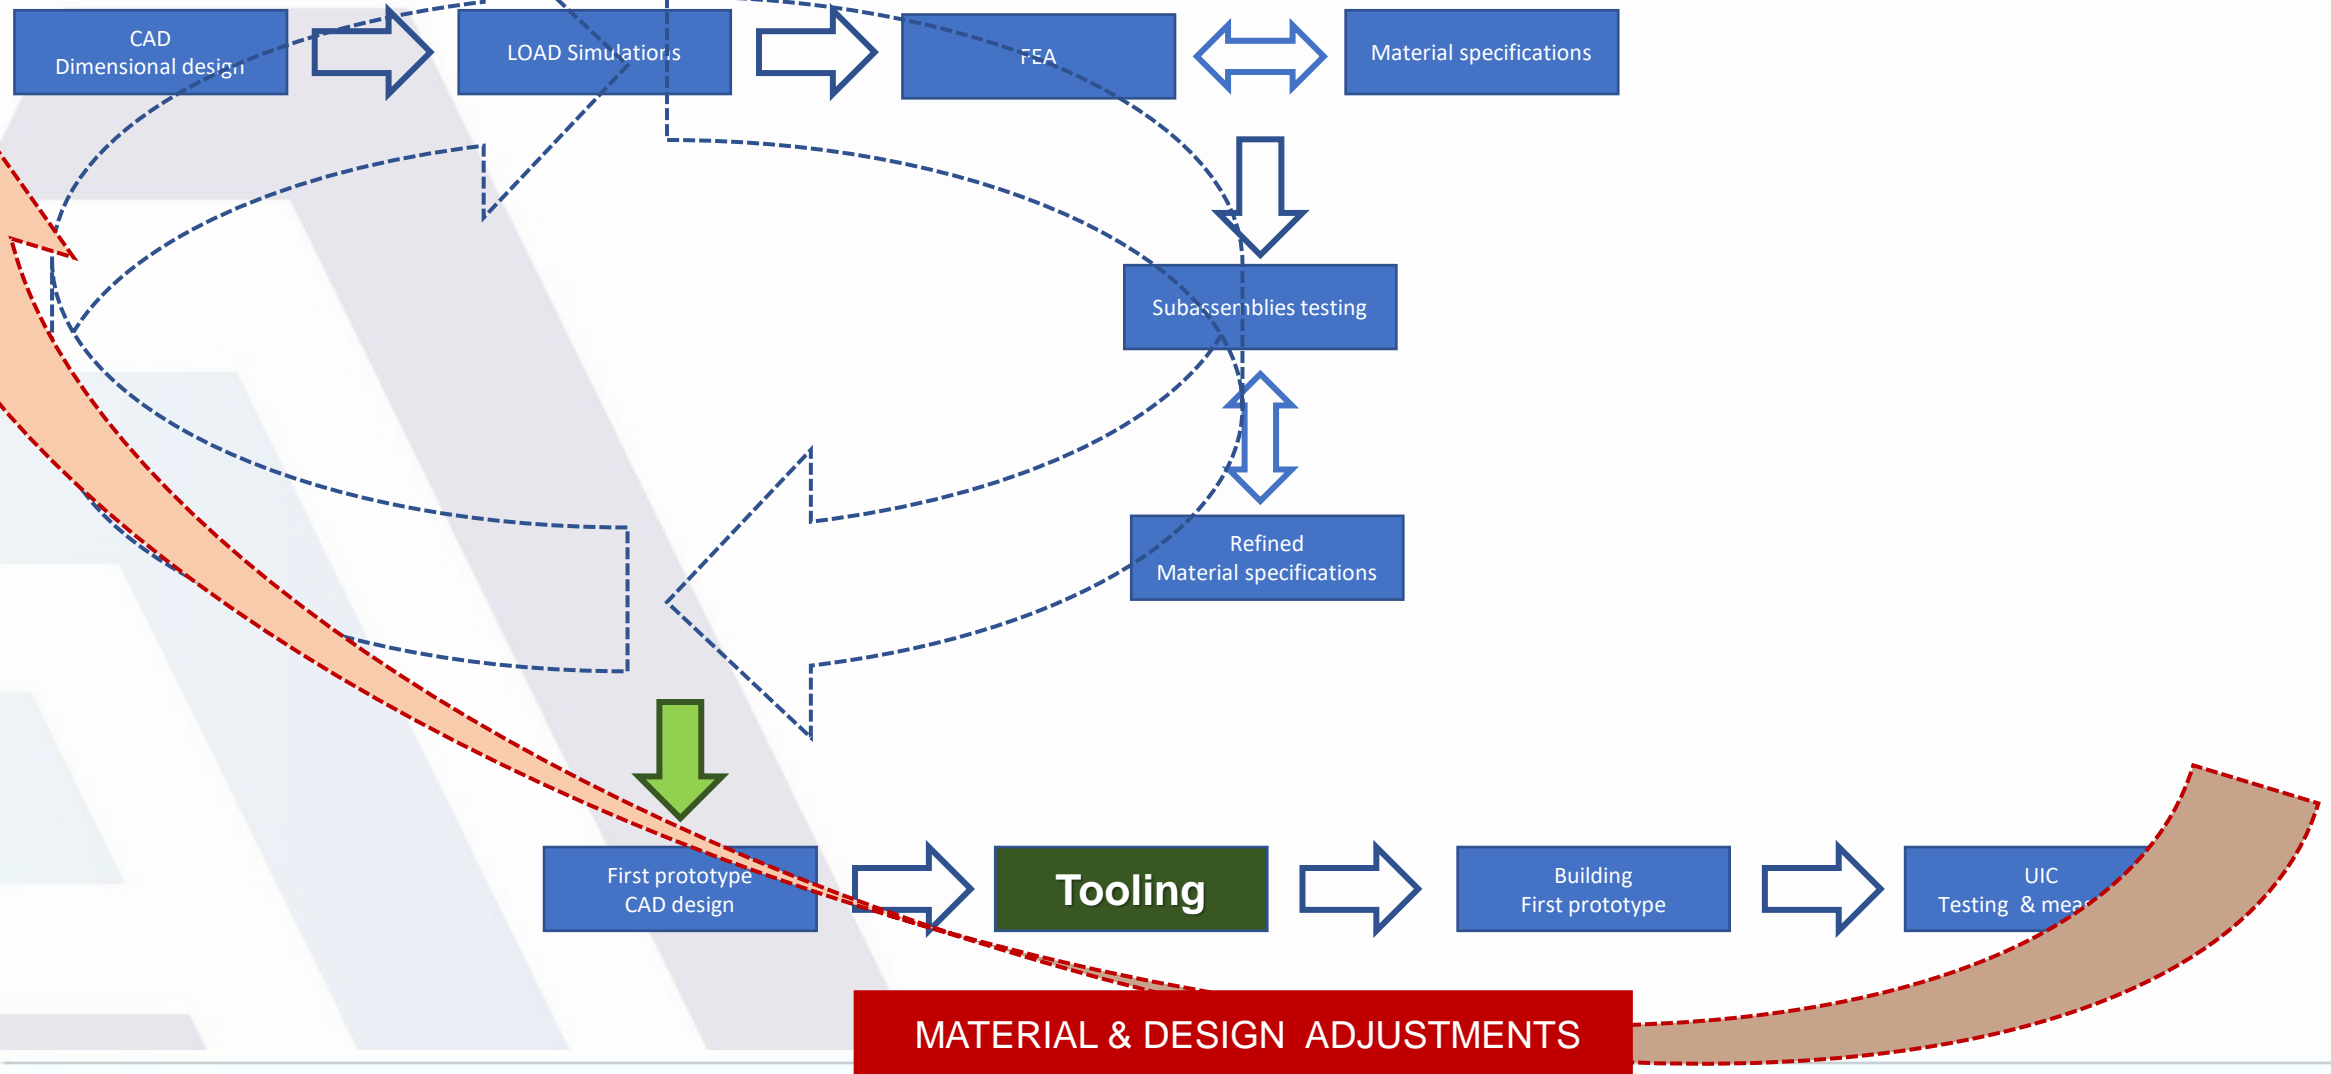 CAD
Dimensional design
LOAD Simulations
FEA
Material specifications
Subassemblies testing
Refined
Material specifications
First prototype
CAD design
Tooling
Building
First prototype
UIC
Testing & meas
MATERIAL & DESIGN ADJUSTMENTS